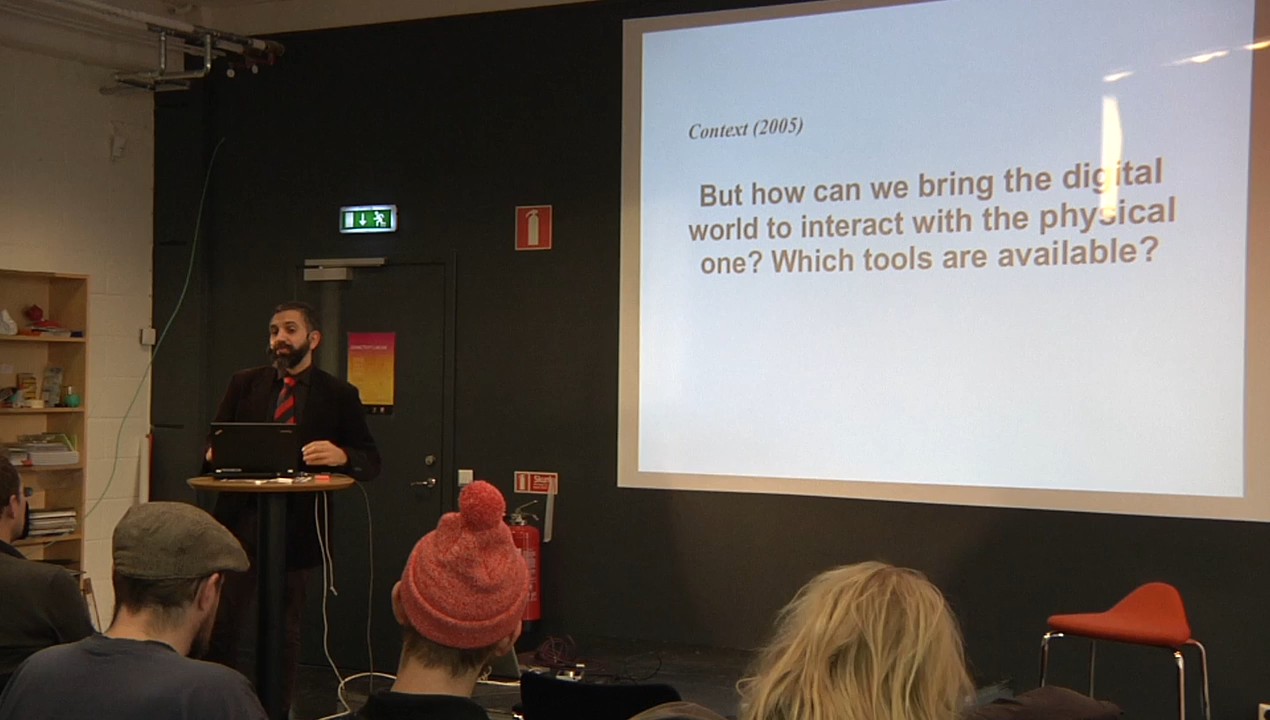 Context (2005)
But how can we bring the digital
world to interact with the physical
one? Which tools are available?